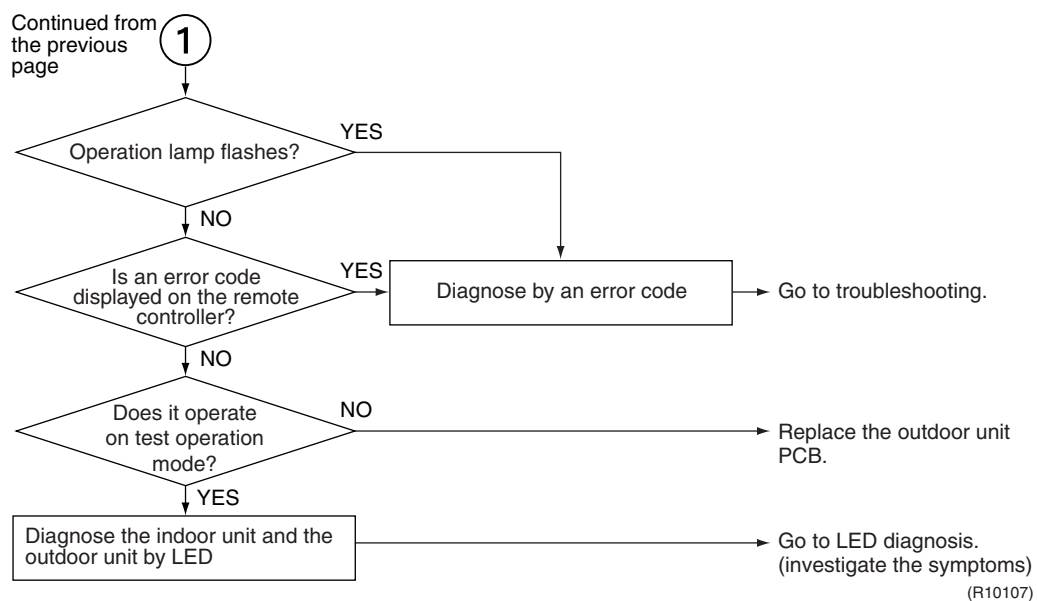 Continued from
the previous
page
1
Operation lamp flashes?
YES
NO
Is an error code
displayed on the remote
controller?
YES
Diagnose by an error code
Go to troubleshooting.
NO
Does it operate
on test operation
mode?
NO
Replace the outdoor unit
PCB.
YES
Diagnose the indoor unit and the
outdoor unit by LED
Go to LED diagnosis.
(investigate the symptoms)
(R10107)